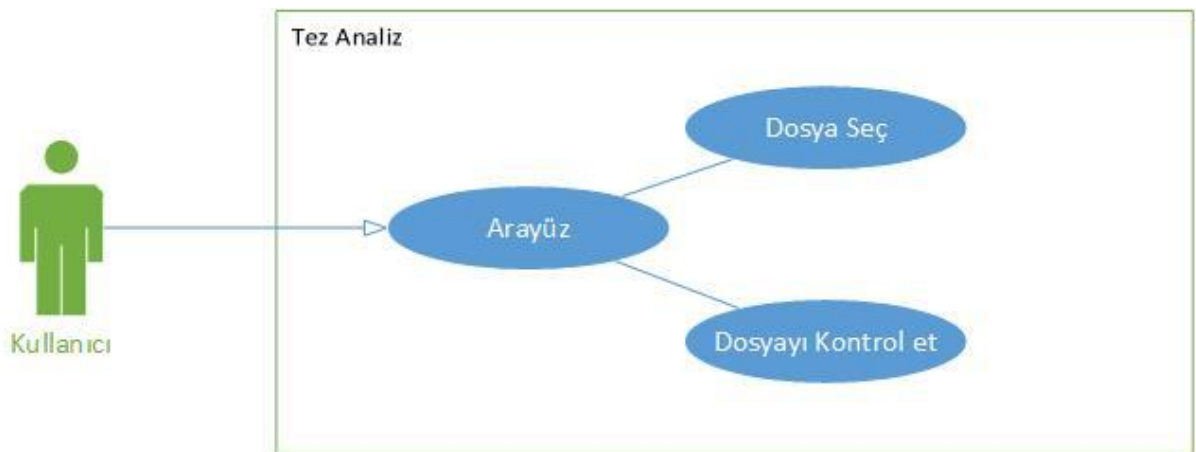 Tez Analiz
Dosya Seç
Arayüz
Dosyayı Kontrol et
Kullanıcı